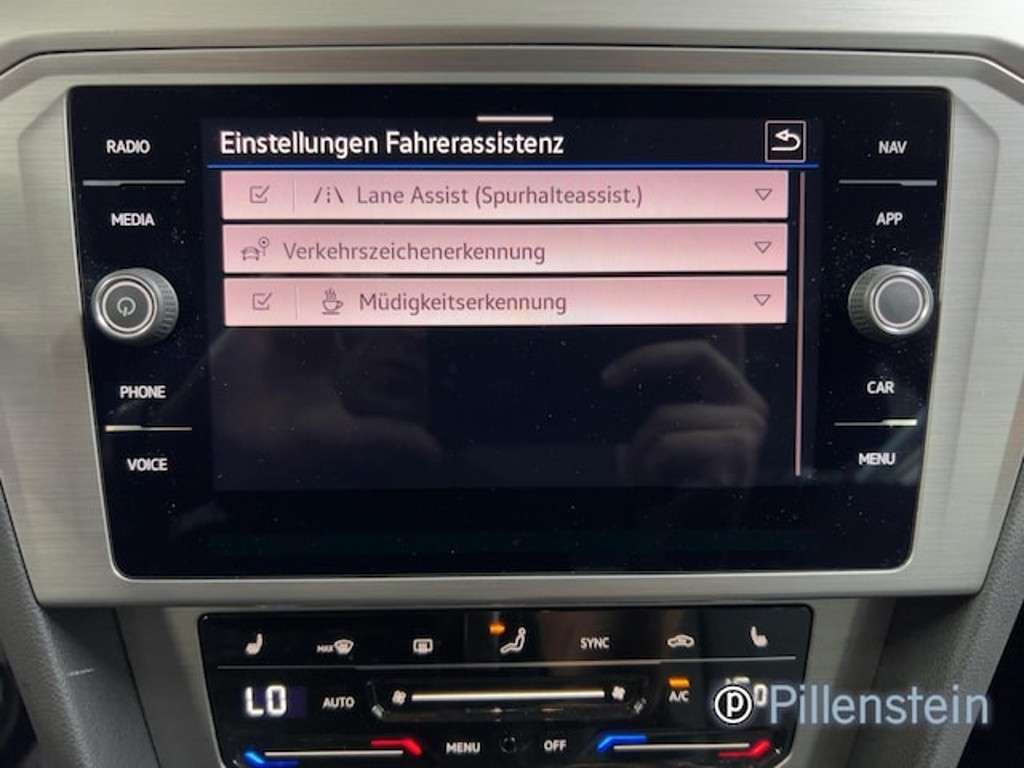 Einstellungen Fahrerassistenz
Lane Assist (Spurhalteassist.)
Verkehrszeichenerkennung
Müdigkeitserkennung
RADIO
MEDIA
PHONE
VOICE
NAV
APP
CAR
MENU
MAX
SYNC
LO
AUTO
A/C
MENU
OFF
Pillenstein